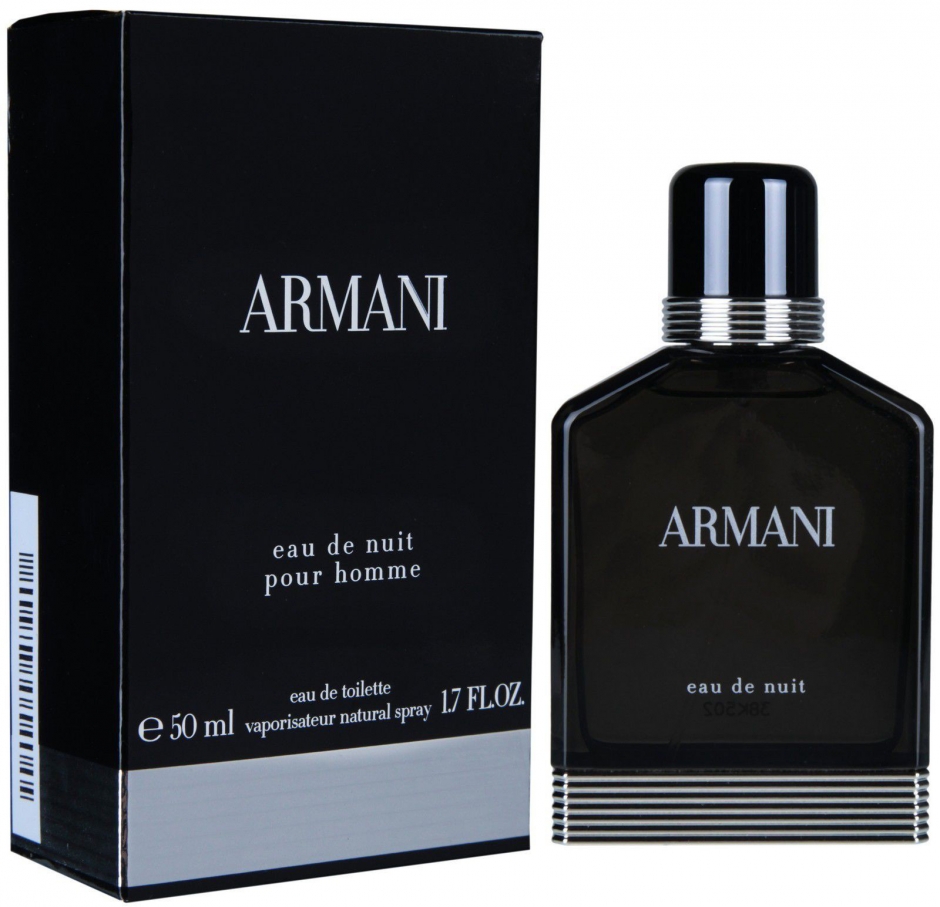 ARMANI
eau de nuit
pour homme
eau de toilette
℮ 50 ml vaporisateur natural spray 1.7 FL.OZ.
ARMANI
eau de nuit
38K502